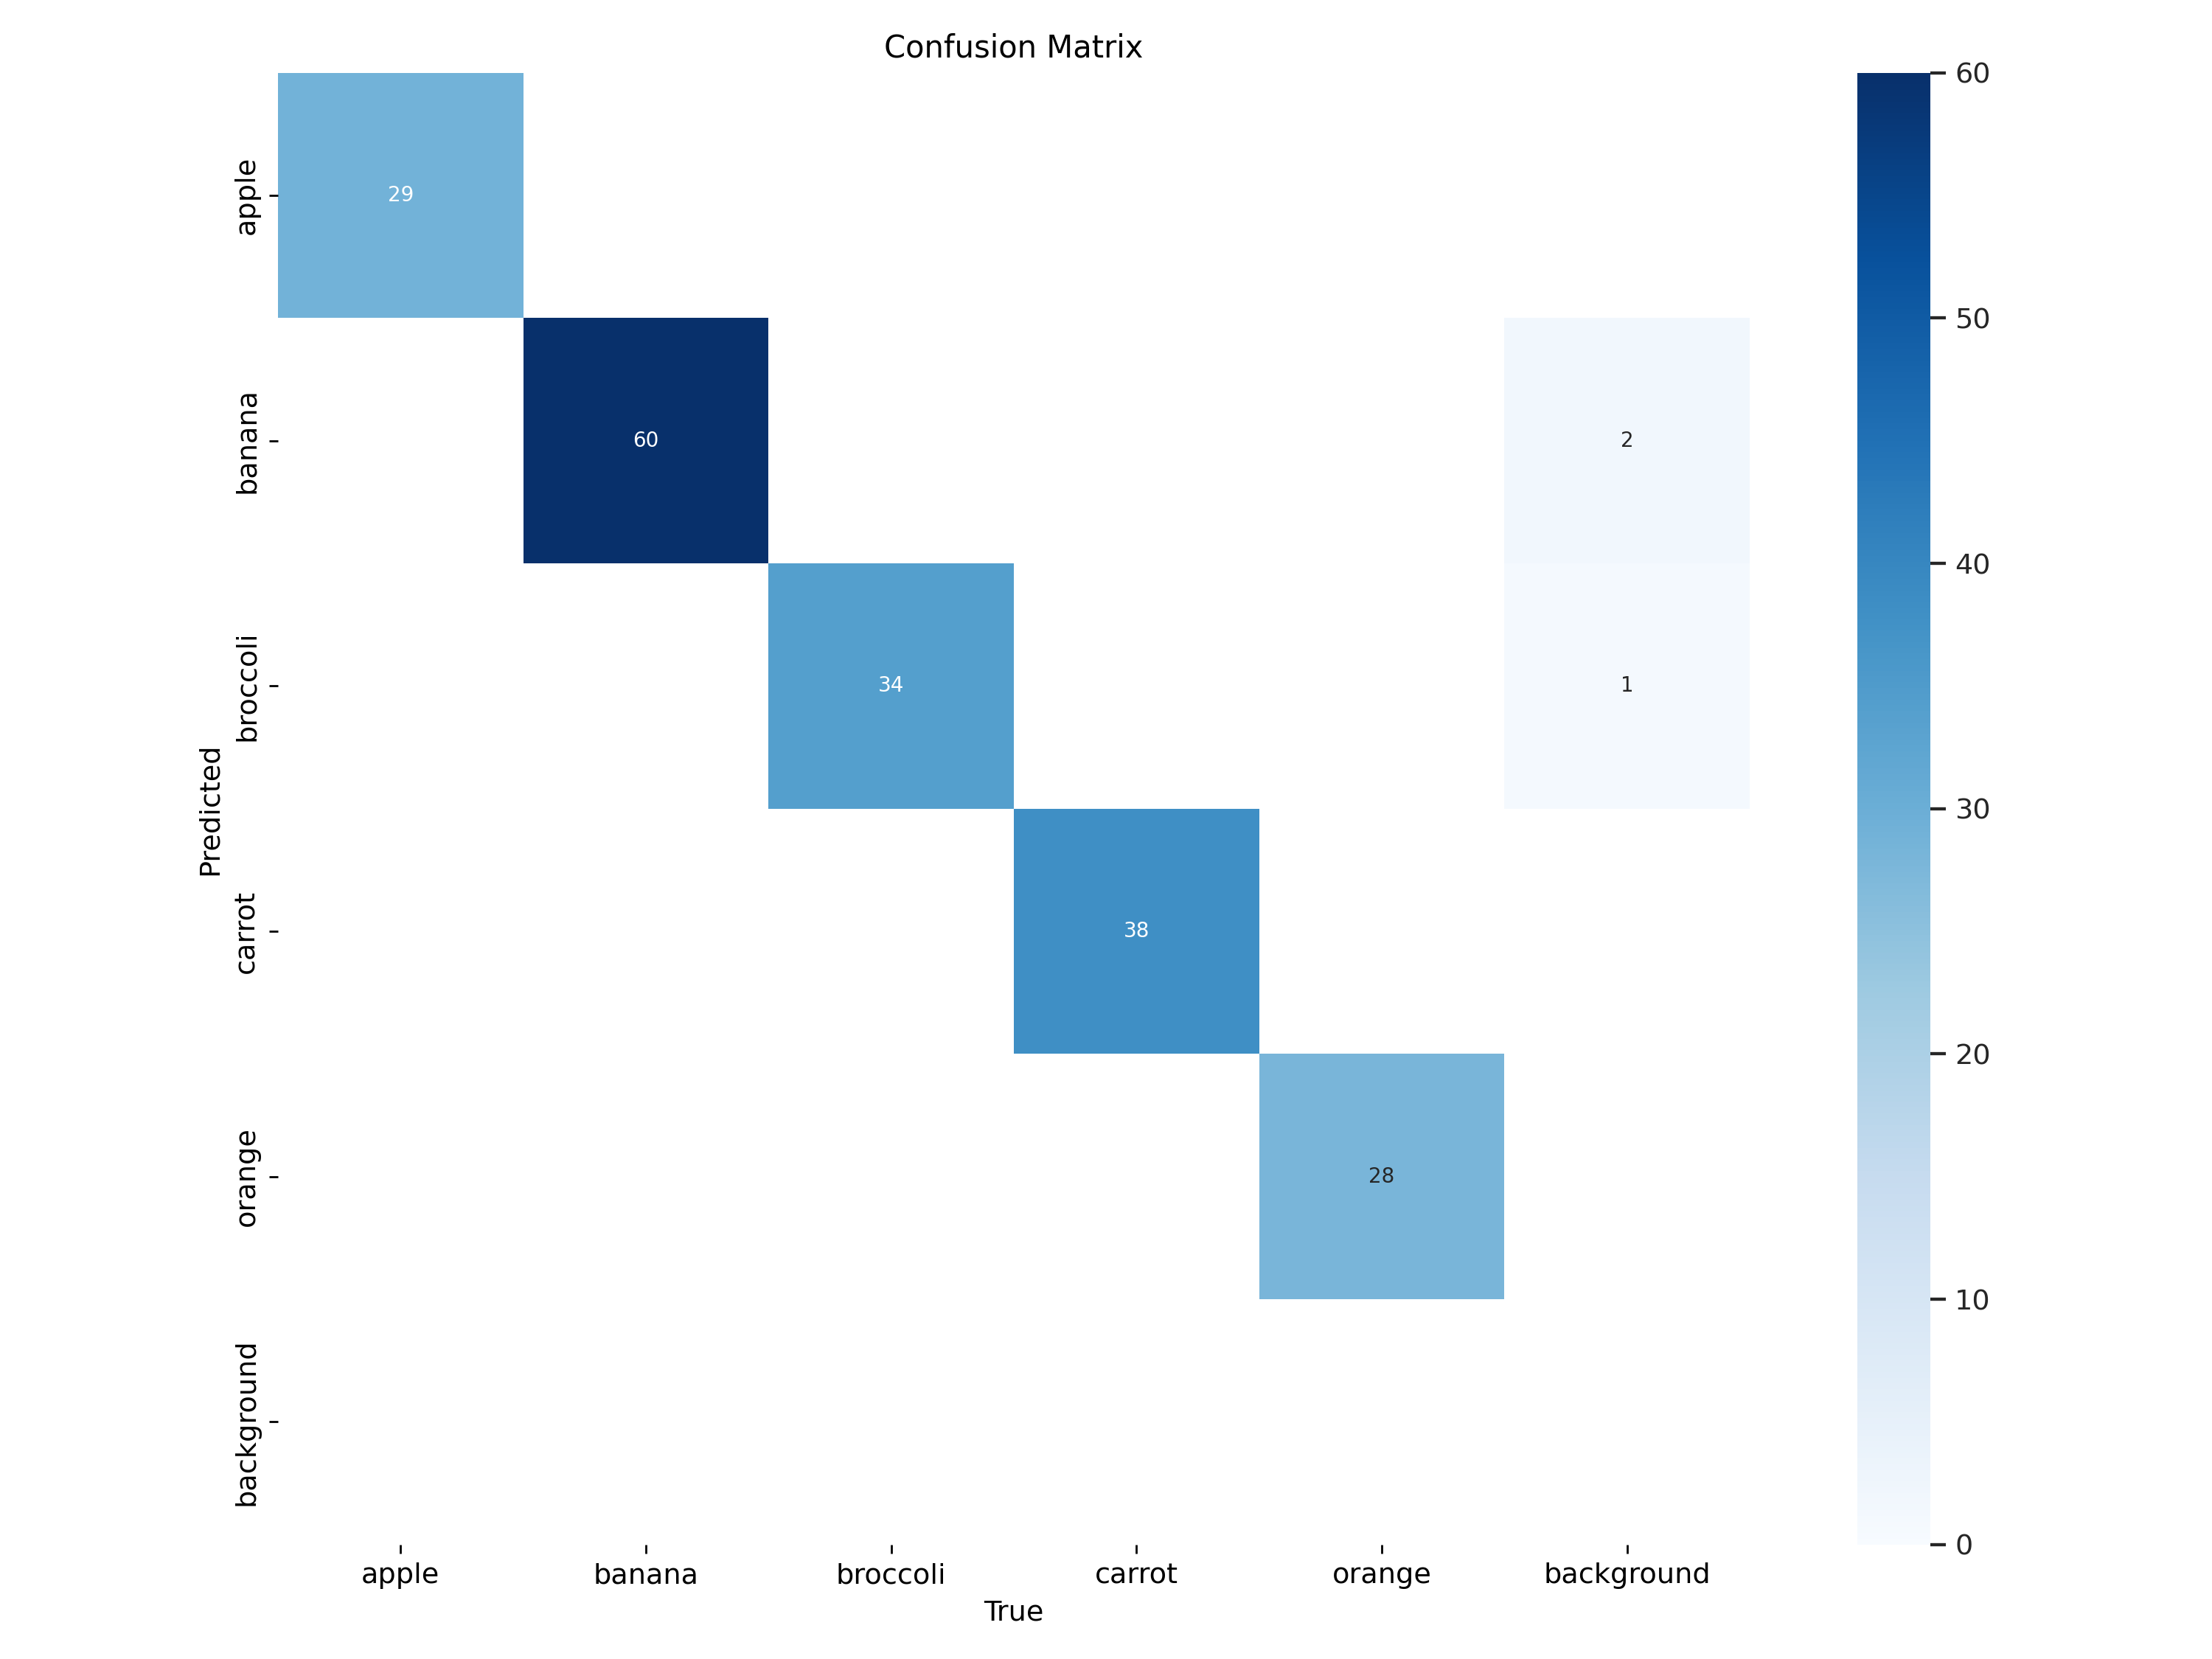 Confusion Matrix
apple
29
banana
60
2
broccoli
34
1
carrot
38
orange
28
background
Predicted
apple banana broccoli carrot orange background
True
60
50
40
30
20
10
0